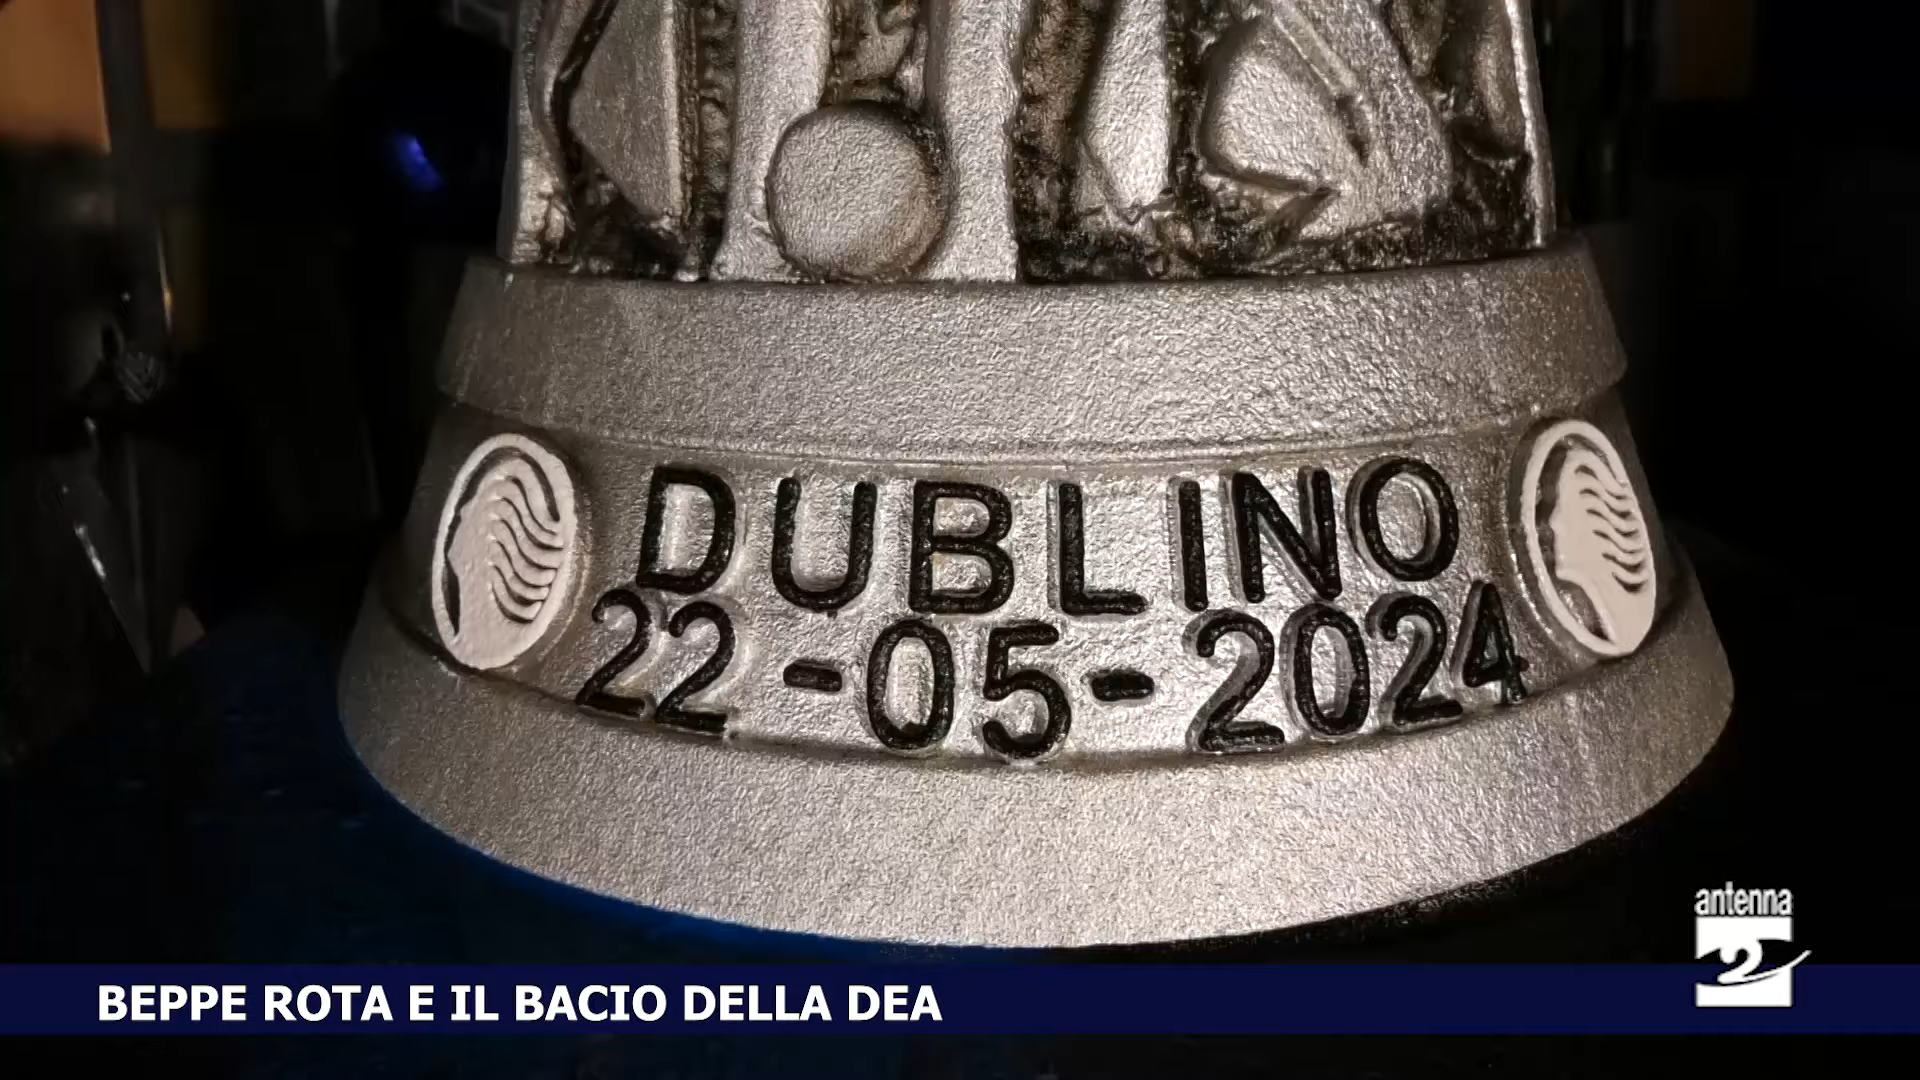 DUBLINO
22-05-2024
antenna
2
BEPPE ROTA E IL BACIO DELLA DEA